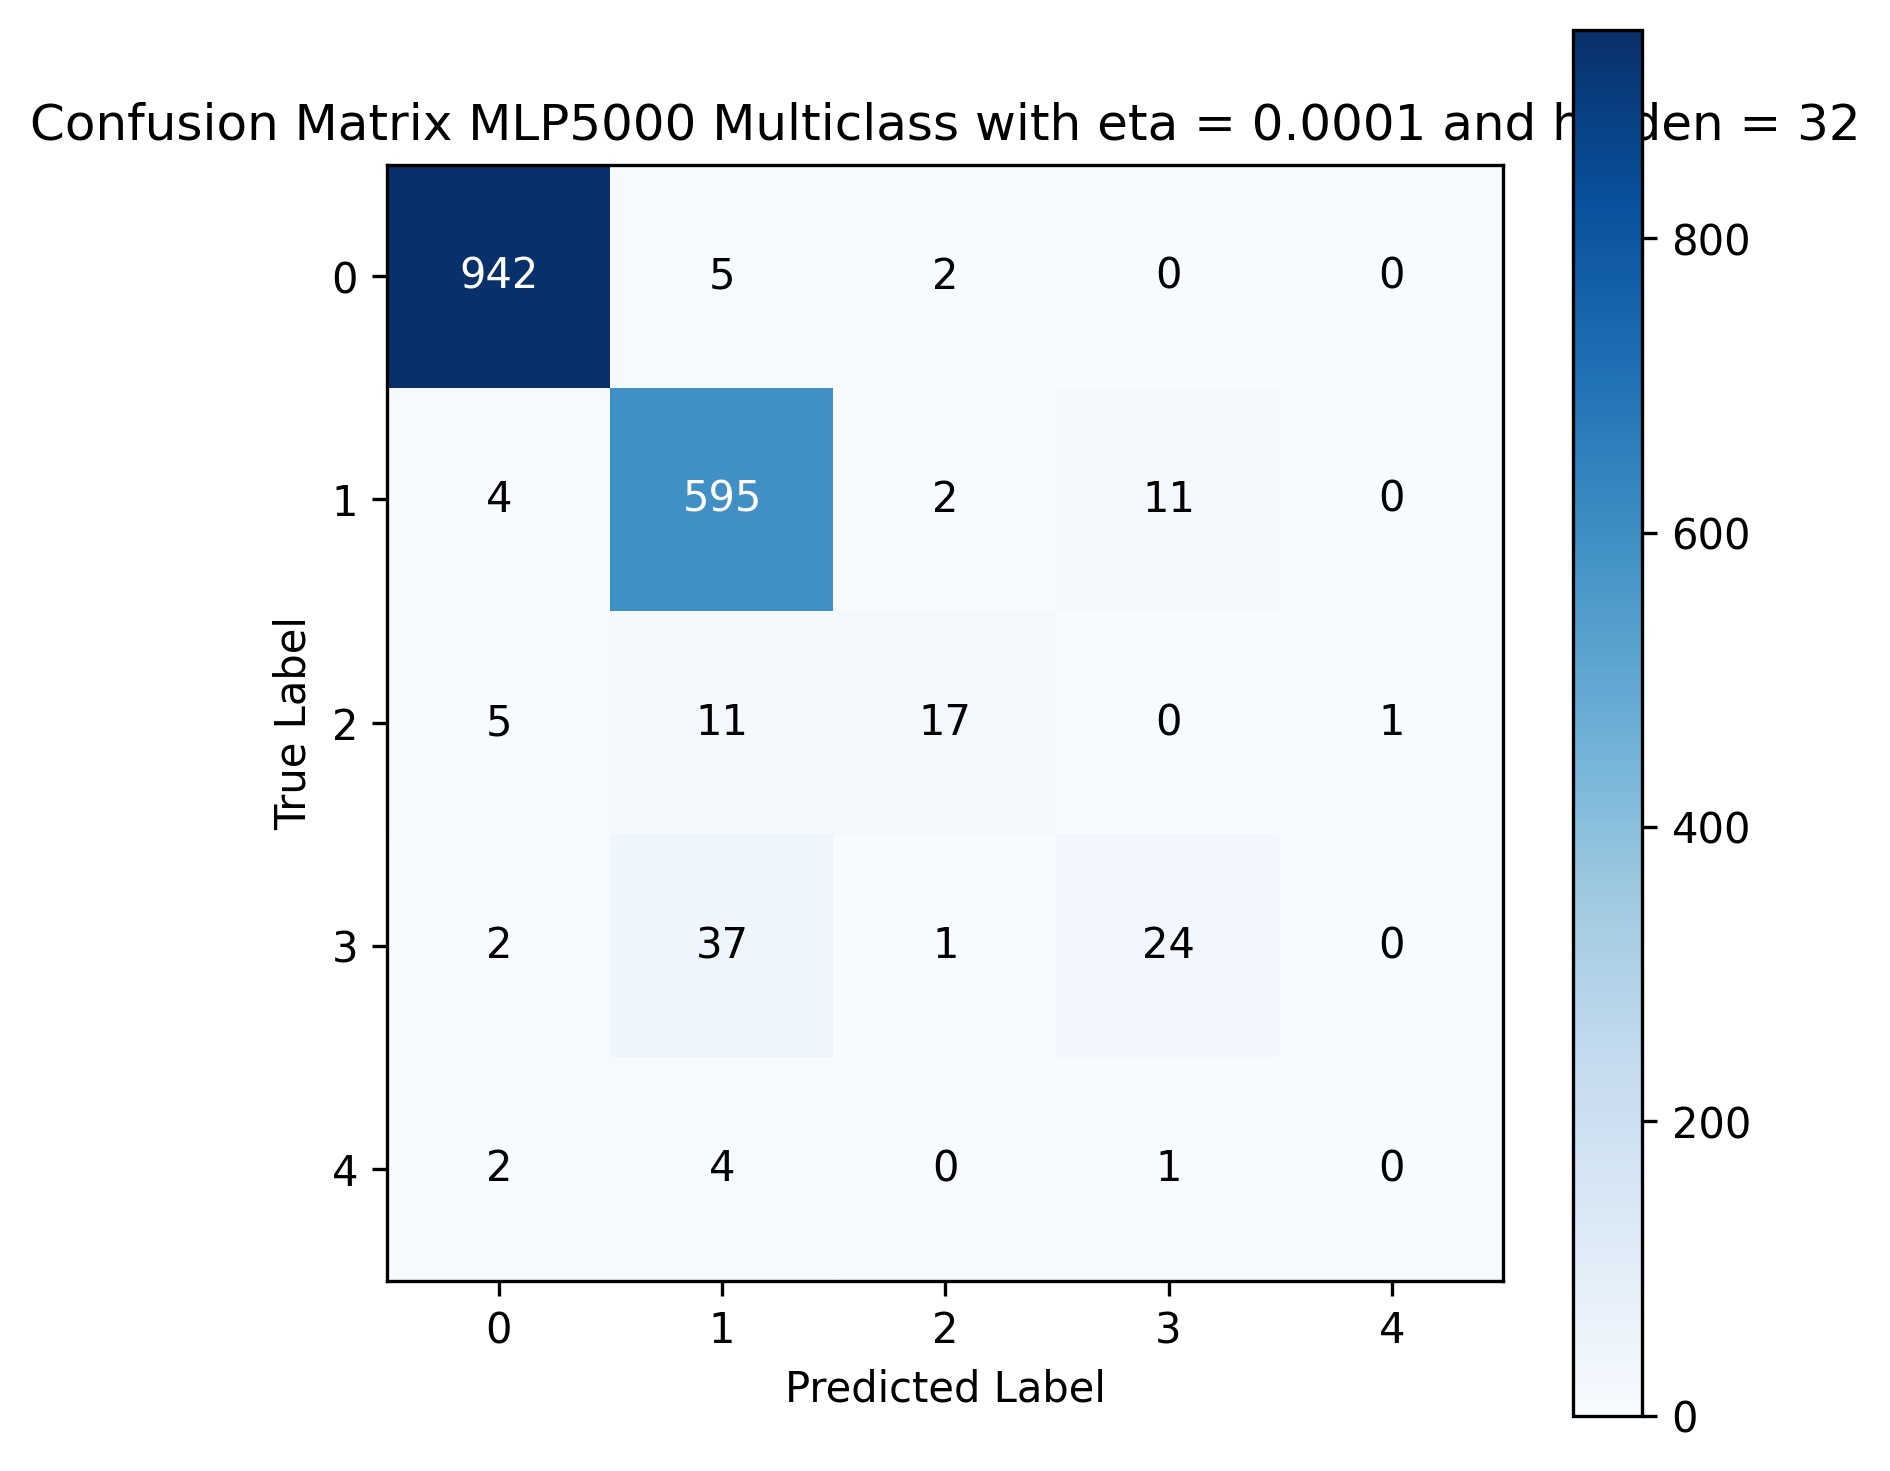 Confusion Matrix MLP5000 Multiclass with eta = 0.0001 and h den = 32
942 5 2 0 0
4 595 2 11 0
5 11 17 0 1
2 37 1 24 0
2 4 0 1 0
0
1
2
3
4
True Label
0 1 2 3 4
Predicted Label
800
600
400
200
0